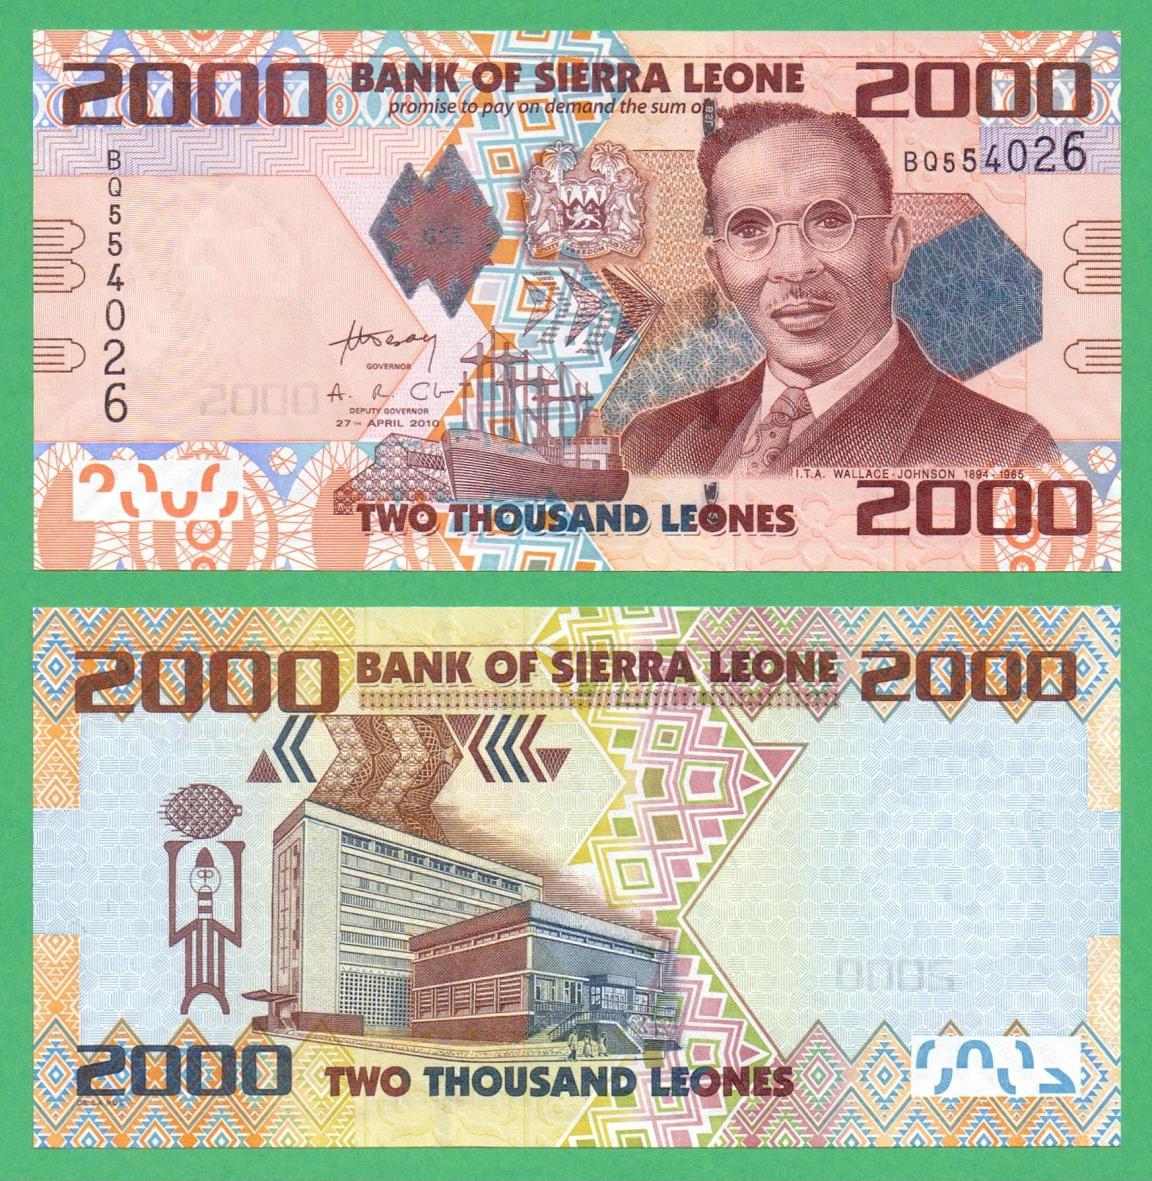 2000 BANK OF SIERRA LEONE 2000
promise to pay on demand the sum of
BQ554026
BQ554026
GOVERNOR
DEPUTY GOVERNOR
27TH APRIL 2010
2000
I.T.A. WALLACE-JOHNSON 1894-1965
TWO THOUSAND LEONES 2000
2000 BANK OF SIERRA LEONE 2000
2000 TWO THOUSAND LEONES